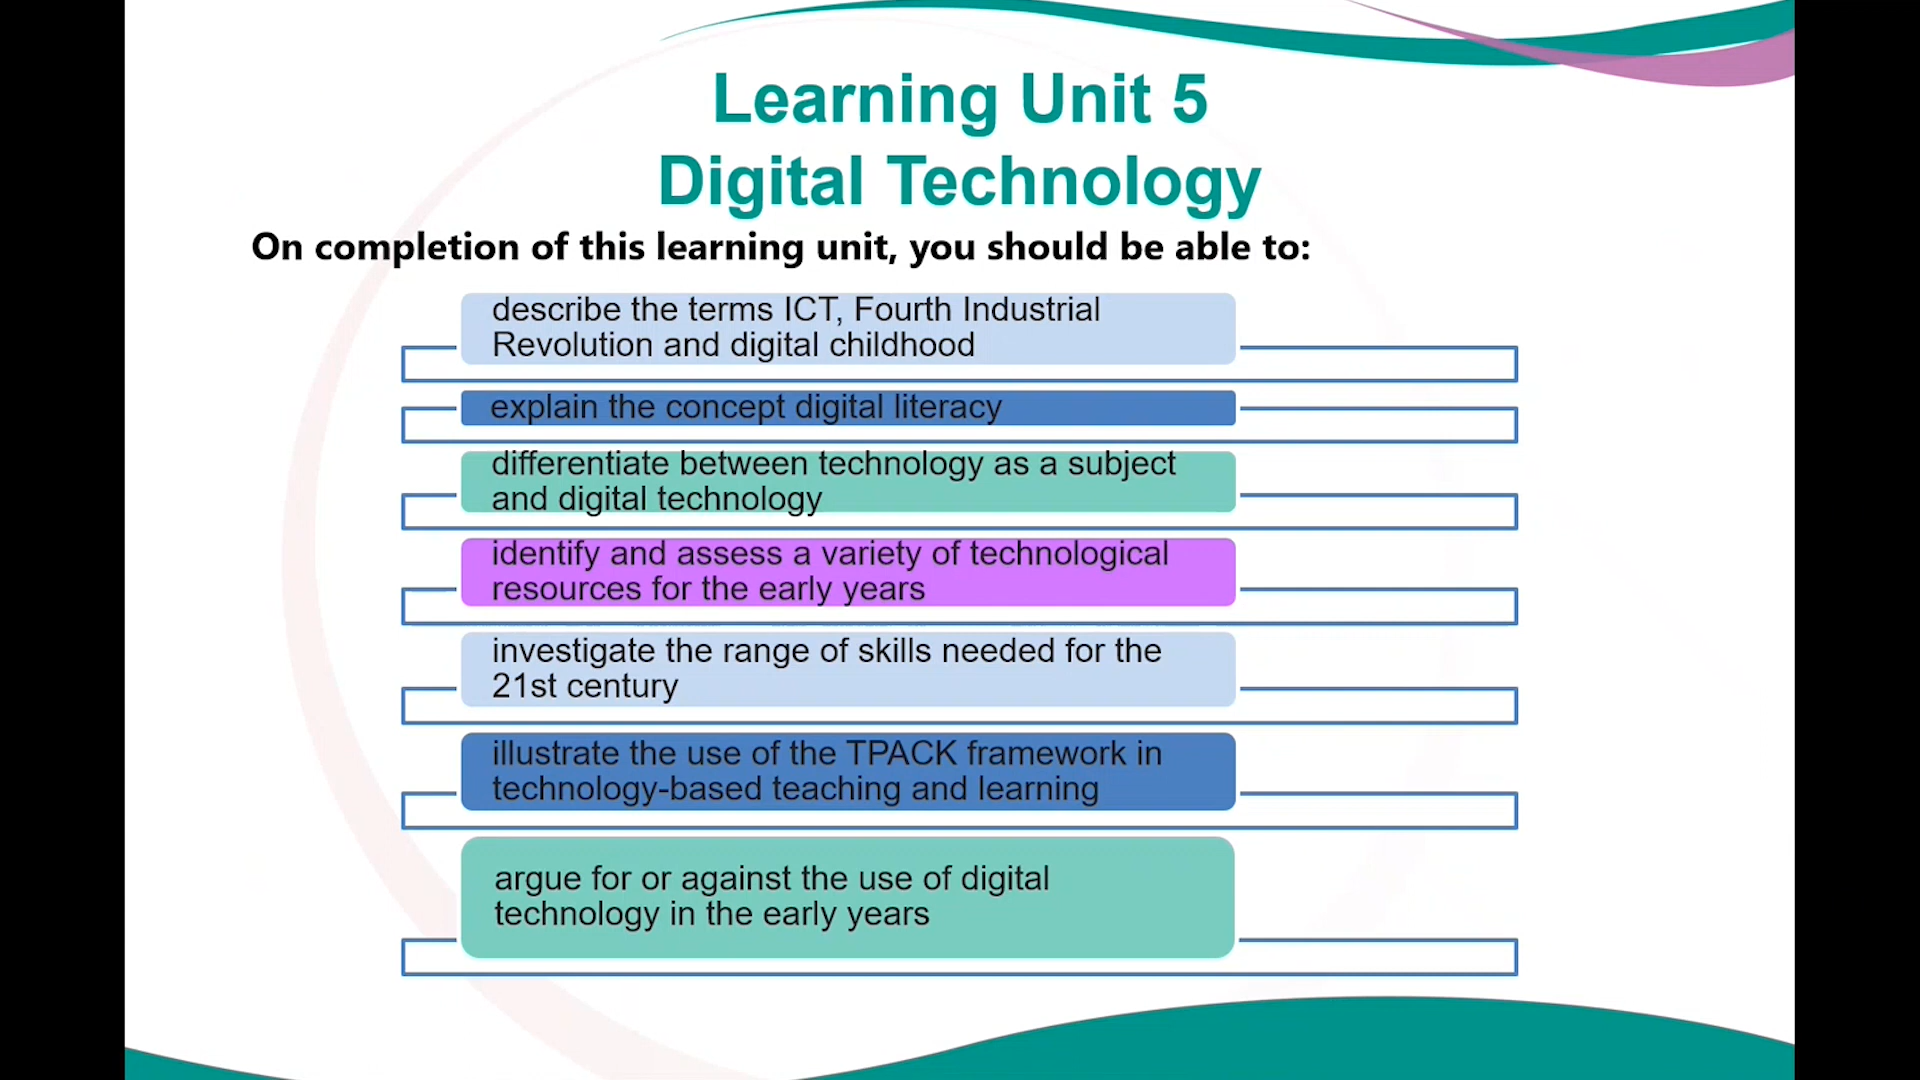 Learning Unit 5
Digital Technology
On completion of this learning unit, you should be able to:
describe the terms ICT, Fourth Industrial
Revolution and digital childhood
explain the concept digital literacy
differentiate between technology as a subject
and digital technology
identify and assess a variety of technological
resources for the early years
investigate the range of skills needed for the
21st century
illustrate the use of the TPACK framework in
technology-based teaching and learning
argue for or against the use of digital
technology in the early years